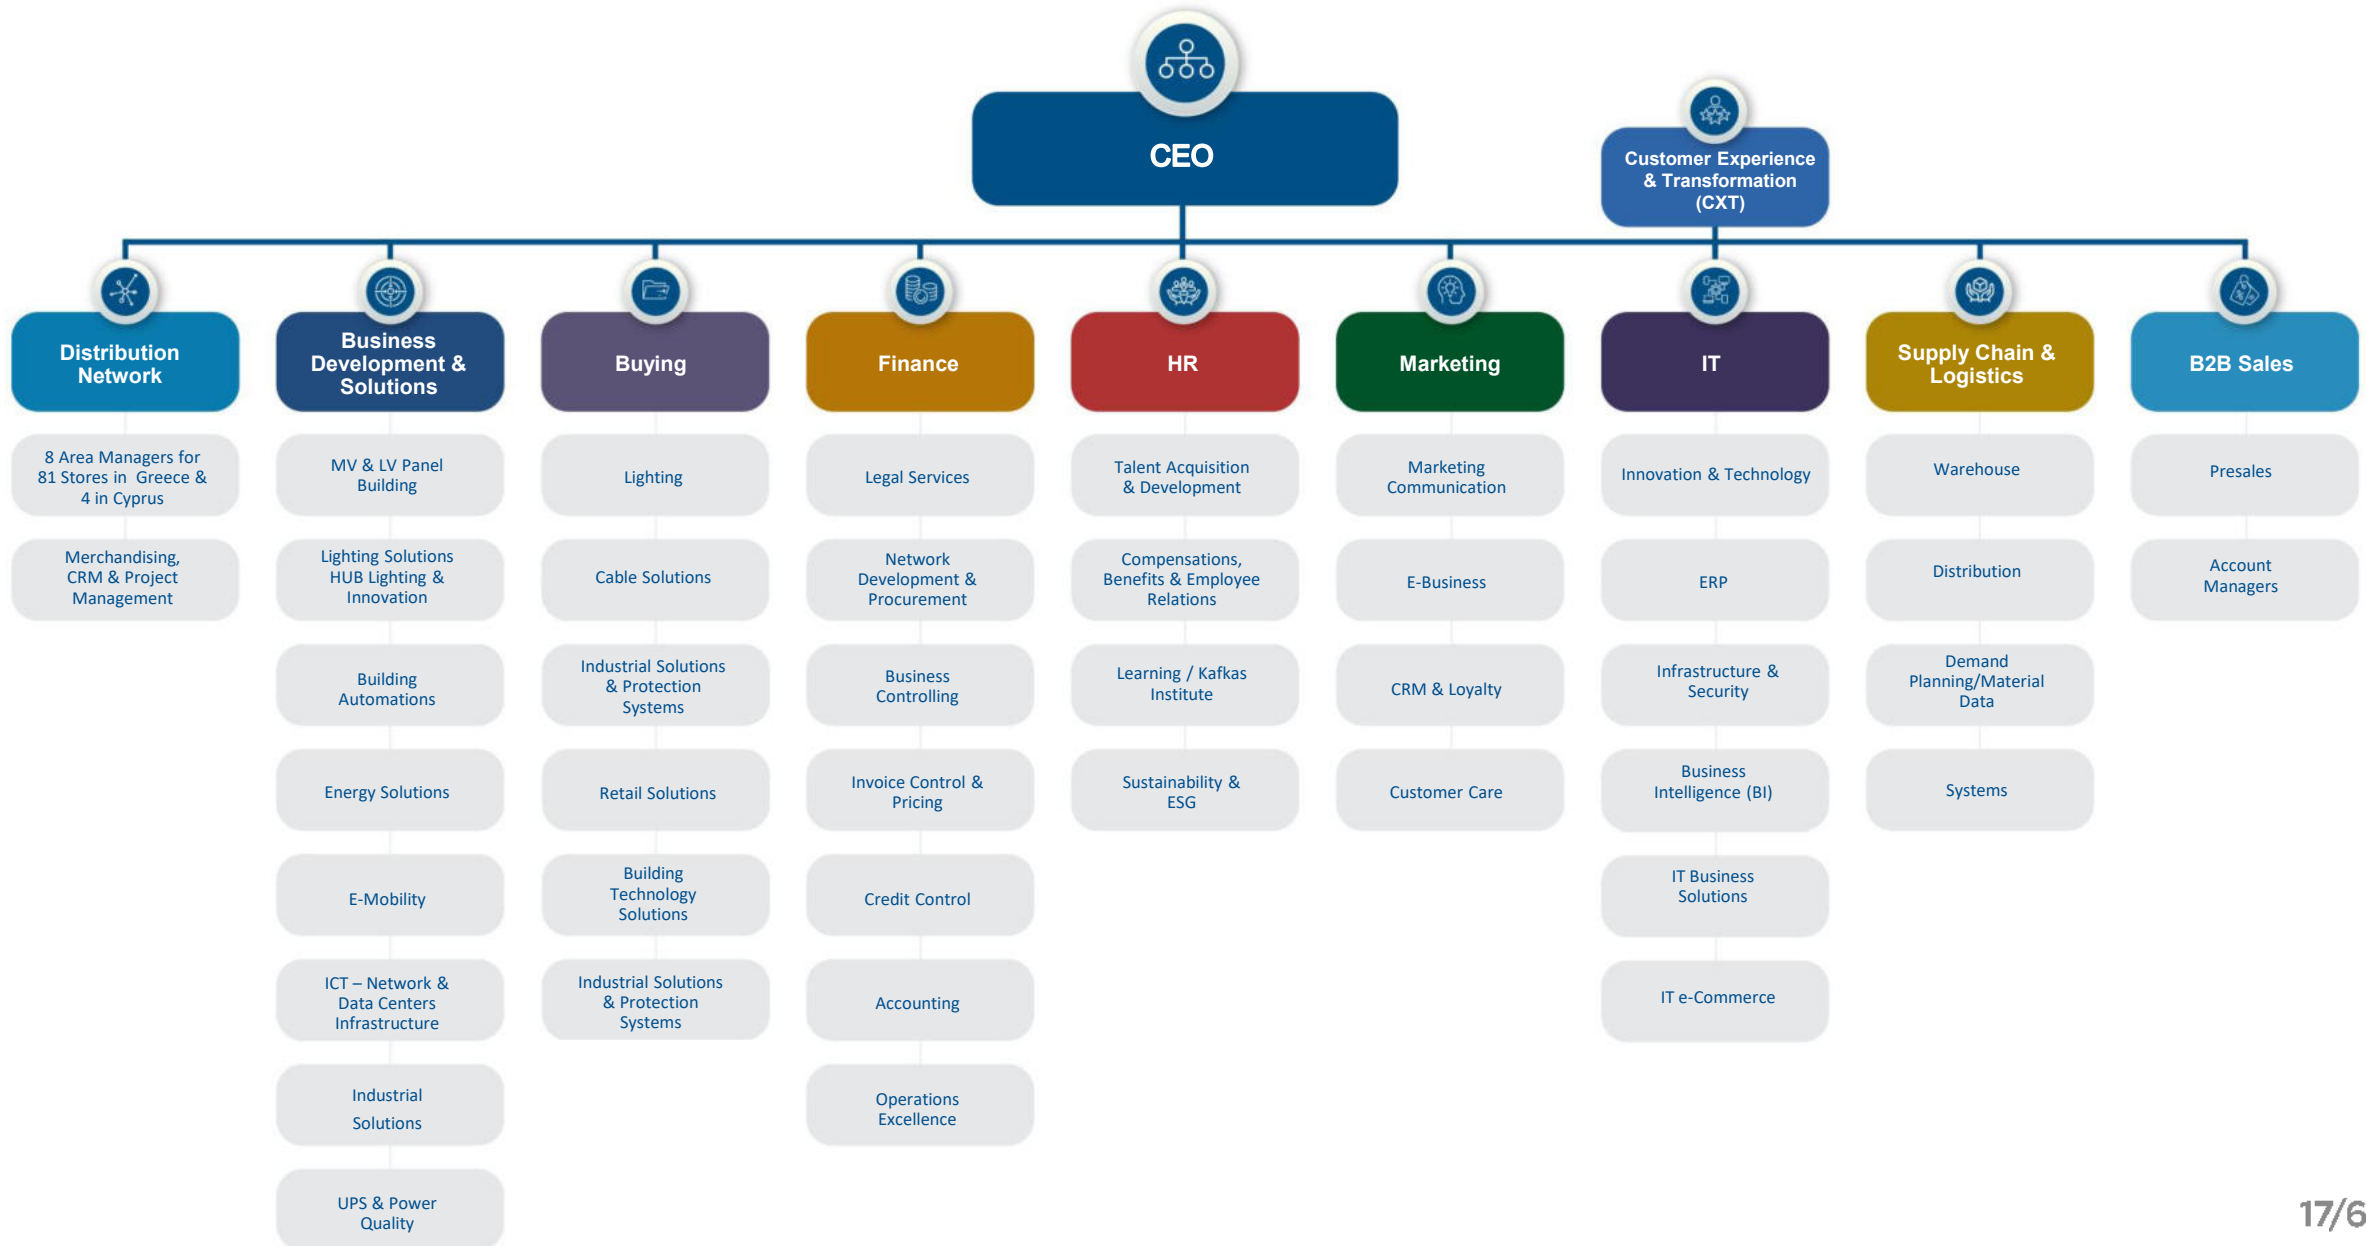 CEO
Customer Experience
& Transformation
(CXT)
Distribution
Network
8 Area Managers for
81 Stores in Greece &
4 in Cyprus
Merchandising,
CRM & Project
Management
Business
Development &
Solutions
MV & LV Panel
Building
Lighting Solutions
HUB Lighting &
Innovation
Building
Automations
Energy Solutions
E-Mobility
ICT – Network &
Data Centers
Infrastructure
Industrial
Solutions
UPS & Power
Quality
Buying
Lighting
Cable Solutions
Industrial Solutions
& Protection
Systems
Retail Solutions
Building
Technology
Solutions
Industrial Solutions
& Protection
Systems
Finance
Legal Services
Network
Development &
Procurement
Business
Controlling
Invoice Control &
Pricing
Credit Control
Accounting
Operations
Excellence
HR
Talent Acquisition
& Development
Compensations,
Benefits & Employee
Relations
Learning / Kafkas
Institute
Sustainability &
ESG
Marketing
Marketing
Communication
E-Business
CRM & Loyalty
Customer Care
IT
Innovation & Technology
ERP
Infrastructure &
Security
Business
Intelligence (BI)
IT Business
Solutions
IT e-Commerce
Supply Chain &
Logistics
Warehouse
Distribution
Demand
Planning/Material
Data
Systems
B2B Sales
Presales
Account
Managers
17/6